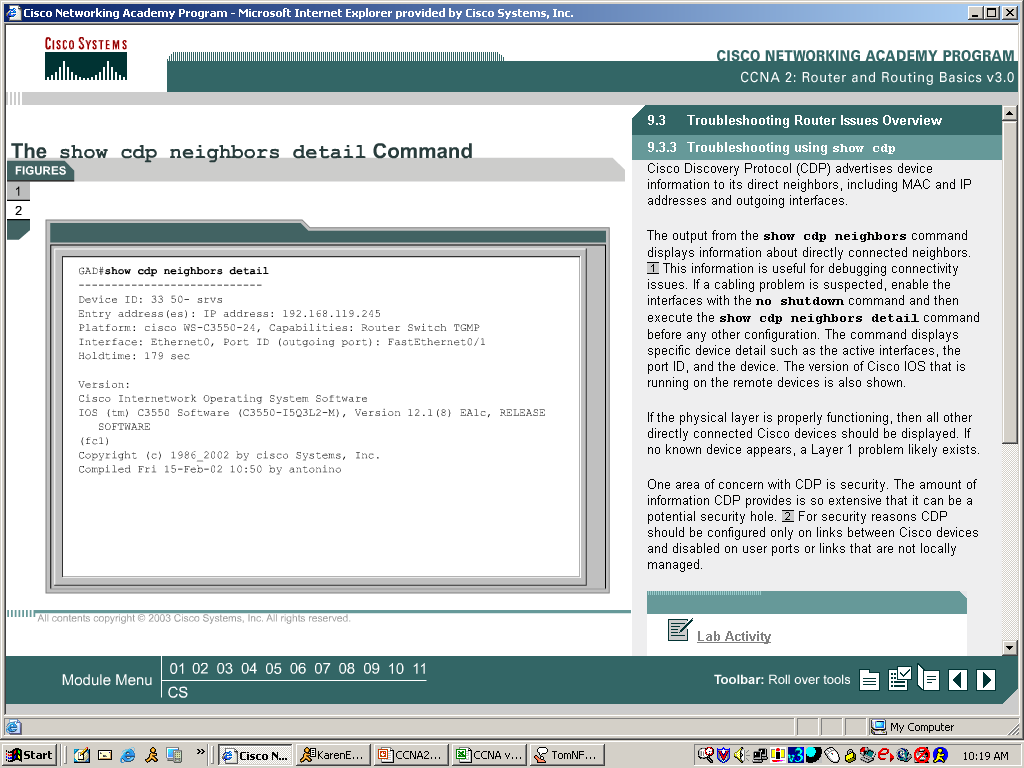 Cisco Networking Academy Program - Microsoft Internet Explorer provided by Cisco Systems, Inc.
CISCO SYSTEMS
CISCO NETWORKING ACADEMY PROGRAM
CCNA 2: Router and Routing Basics v3.0
The show cdp neighbors detail Command
FIGURES
1
2
GAD#show cdp neighbors detail
----------------------------
Device ID: 33 50- srvs
Entry address(es): IP address: 192.168.119.245
Platform: cisco WS-C3550-24, Capabilities: Router Switch TGMP
Interface: Ethernet0, Port ID (outgoing port): FastEthernet0/1
Holdtime: 179 sec
Version:
Cisco Internetwork Operating System Software
IOS (tm) C3550 Software (C3550-I5Q3L2-M), Version 12.1(8) EA1c, RELEASE
SOFTWARE
(fc1)
Copyright (c) 1986_2002 by cisco Systems, Inc.
Compiled Fri 15-Feb-02 10:50 by antonino
All contents copyright © 2003 Cisco Systems, Inc. All rights reserved.
9.3 Troubleshooting Router Issues Overview
9.3.3 Troubleshooting using show cdp
Cisco Discovery Protocol (CDP) advertises device
information to its direct neighbors, including MAC and IP
addresses and outgoing interfaces.
The output from the show cdp neighbors command
displays information about directly connected neighbors.
1 This information is useful for debugging connectivity
issues. If a cabling problem is suspected, enable the
interfaces with the no shutdown command and then
execute the show cdp neighbors detail command
before any other configuration. The command displays
specific device detail such as the active interfaces, the
port ID, and the device. The version of Cisco IOS that is
running on the remote devices is also shown.
If the physical layer is properly functioning, then all other
directly connected Cisco devices should be displayed. If
no known device appears, a Layer 1 problem likely exists.
One area of concern with CDP is security. The amount of
information CDP provides is so extensive that it can be a
potential security hole. 2 For security reasons CDP
should be configured only on links between Cisco devices
and disabled on user ports or links that are not locally
managed.
Lab Activity
Module Menu
01 02 03 04 05 06 07 08 09 10 11
CS
Toolbar: Roll over tools
My Computer
Start
»
Cisco N...
KarenE...
CCNA2...
CCNA v...
TomNF...
10:19 AM